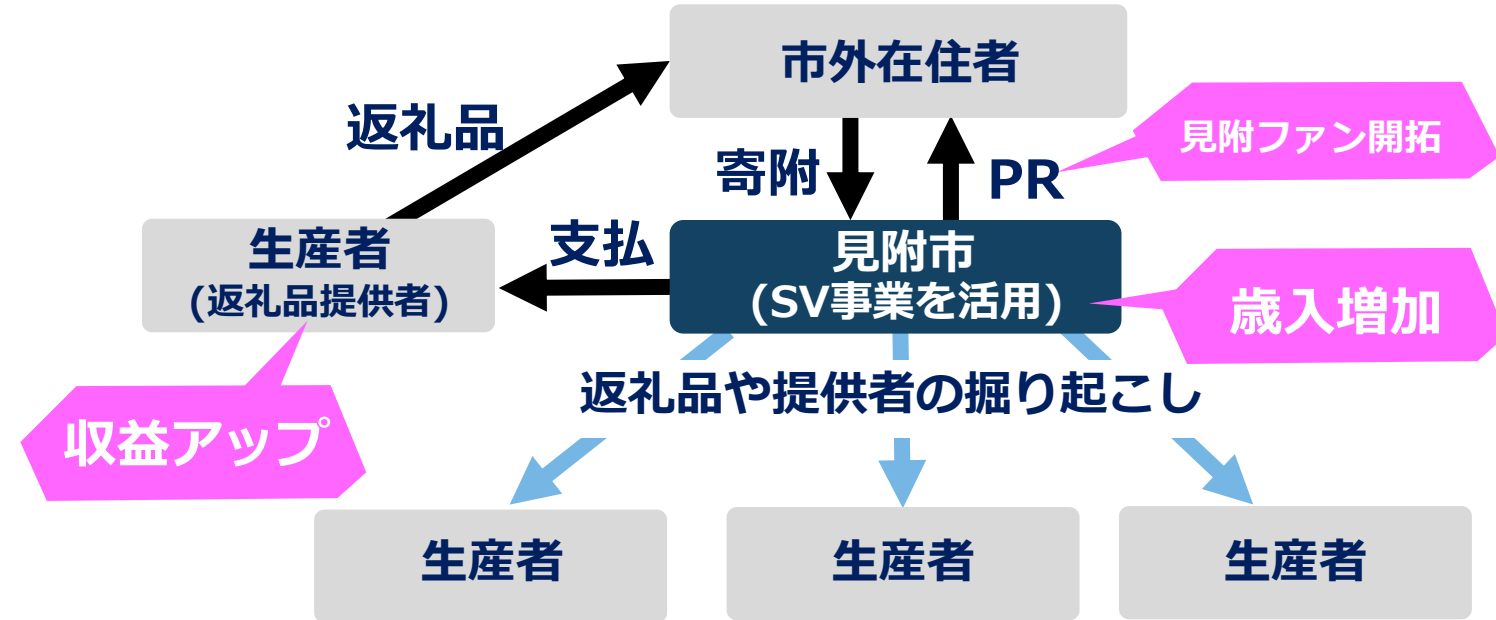 市外在住者
返礼品
見附ファン開拓
寄附
PR
生産者
(返礼品提供者)
支払
見附市
(SV事業を活用)
歳入増加
返礼品や提供者の掘り起こし
収益アップ
生産者
生産者
生産者